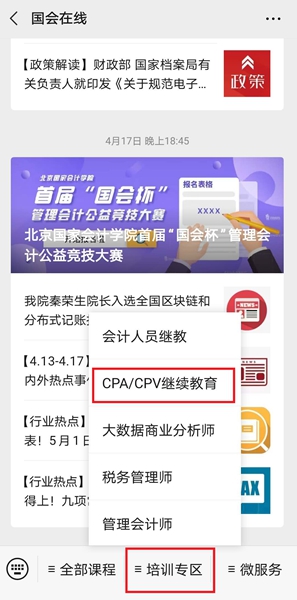 国会在线
【政策解读】财政部 国家档案局有
关负责人就印发《关于规范电子...
政策
4月17日 晚上18:45
北京国家会计学院
首届“国会杯”
管理会计公益竞技大赛
报名表格
XXXX
北京国家会计学院首届“国会杯”管理会
计公益竞技大赛
我院秦荣生院长入选全国区块链和
分布式记账
NEWS
【4.13-4.17】
内外热点事
【行业热点】
表！5月1日
【行业热点】
得上！九项
AX
会计人员继教
CPA/CPV继续教育
大数据商业分析师
税务管理师
管理会计师
全部课程
培训专区
微服务